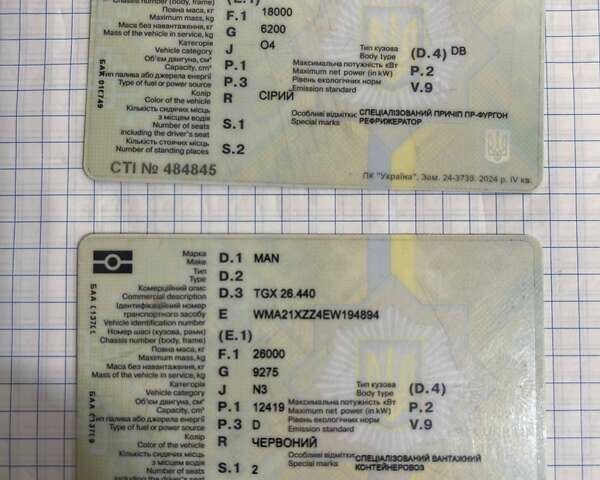 (E.1)
Chassis number (body, frame)
Повна маса, кг
Maximum mass, kg F.1 18000
Маса без навантаження, кг
Mass of the vehicle in service, kg G 6200
Категорія
Vehicle category J O4 Тип кузова
Body type (D.4) DB
Об'єм двигуна, см³
Capacity, cm³ P.1 Максимальна потужність кВт
Maximum net power (in kW) P.2
Тип палива або джерела енергії
Type of fuel or power source P.3 Рівень екологічних норм
Emission standard V.9
Колір
Color of the vehicle R СІРИЙ
Кількість сидячих місць
з місцем водія
Number of seats
including the driver's seat S.1
Особливі відмітки: СПЕЦІАЛІЗОВАНИЙ ПРИЧІП ПР-ФУРГОН
Special marks РЕФРИЖЕРАТОР
Кількість стоячих місць
Number of standing places S.2
СТІ № 484845
ПК "Україна", Зам. 24-3739. 2024 р. IV кв.
Марка
Make D.1 MAN
Тип
Type D.2
Комерційний опис
Commercial description D.3 TGX 26.440
Ідентифікаційний номер
транспортного засобу
Vehicle identification number E WMA21XZZ4EW194894
Номер шасі (кузова, рами)
Chassis number (body, frame) (E.1)
Повна маса, кг
Maximum mass, kg F.1 26000
Маса без навантаження, кг
Mass of the vehicle in service, kg G 9275
Категорія
Vehicle category J N3 Тип кузова
Body type (D.4)
Об'єм двигуна, см³
Capacity, cm³ P.1 12419 Максимальна потужність кВт
Maximum net power (in kW) P.2
Тип палива або джерела енергії
Type of fuel or power source P.3 D Рівень екологічних норм
Emission standard V.9
Колір
Color of the vehicle R ЧЕРВОНИЙ
Кількість сидячих місць
з місцем водія
Number of seats S.1 2
Особливі відмітки: СПЕЦІАЛІЗОВАНИЙ ВАНТАЖНИЙ
Special marks КОНТЕЙНЕРОВОЗ